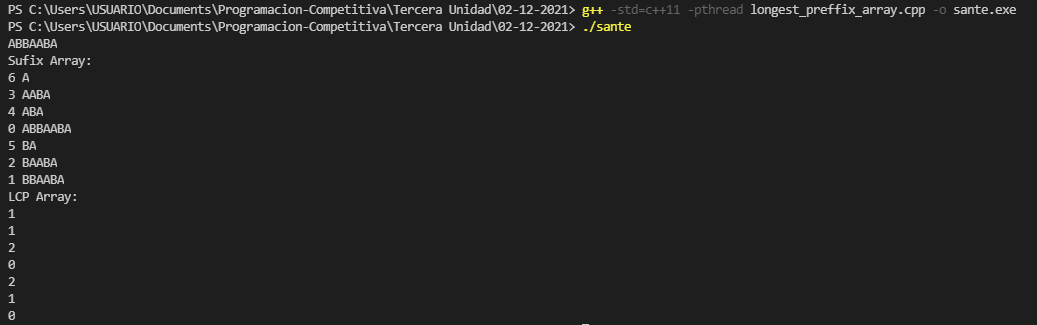 PS C:\Users\USUARIO\Documents\Programacion-Competitiva\Tercera Unidad\02-12-2021> g++ -std=c++11 -pthread longest_preffix_array.cpp -o sante.exe
PS C:\Users\USUARIO\Documents\Programacion-Competitiva\Tercera Unidad\02-12-2021> ./sante
ABBAABA
Sufix Array:
6 A
3 AABA
4 ABA
0 ABBAABA
5 BA
2 BAABA
1 BBAABA
LCP Array:
1
1
2
0
2
1
0